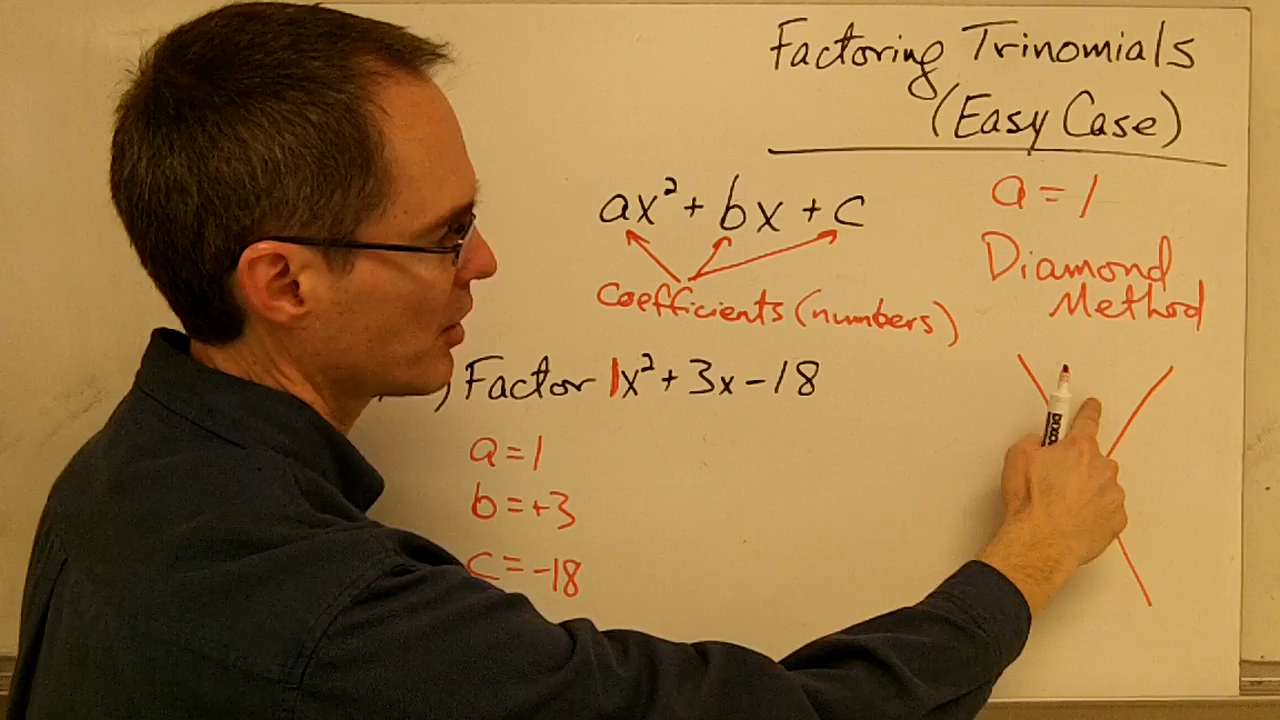 Factoring Trinomials
(Easy Case)
ax² + bx + c
a = 1
Coefficients (numbers)
Diamond
Method
) Factor 1x² + 3x - 18
a = 1
b = +3
c = -18